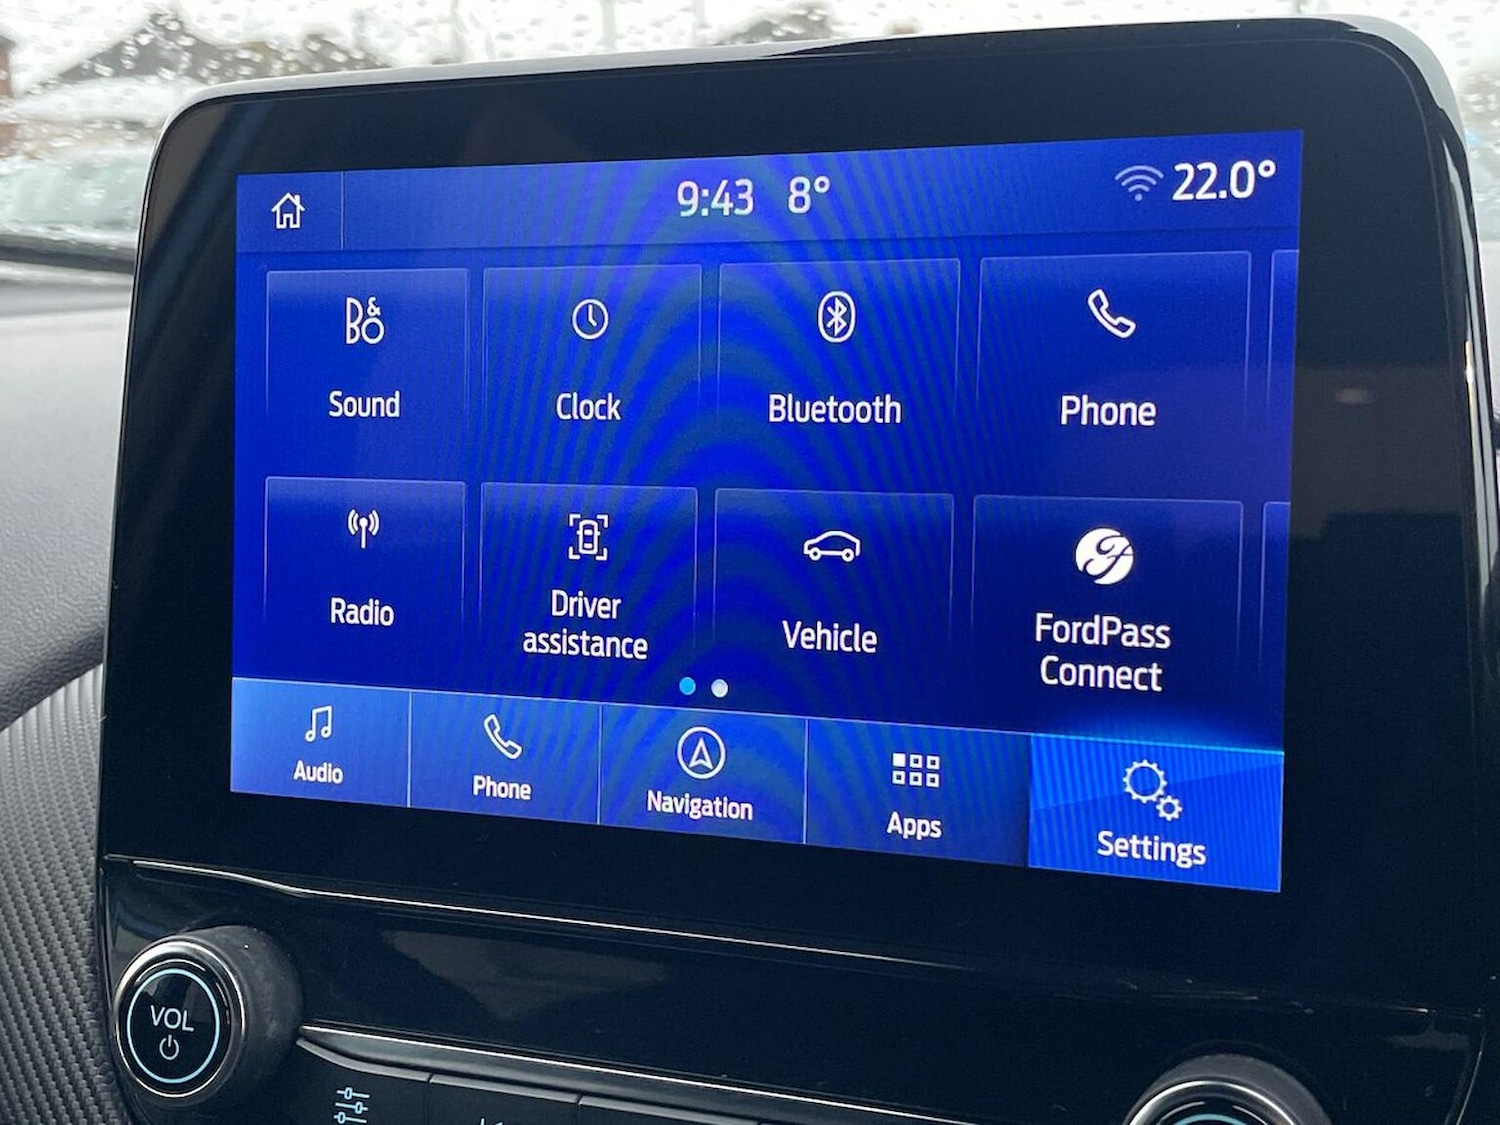 9:43 8° 22.0°
B&O
Sound
Clock
Bluetooth
Phone
Radio
Driver
assistance
Vehicle
FordPass
Connect
Audio
Phone
Navigation
Apps
Settings
VOL